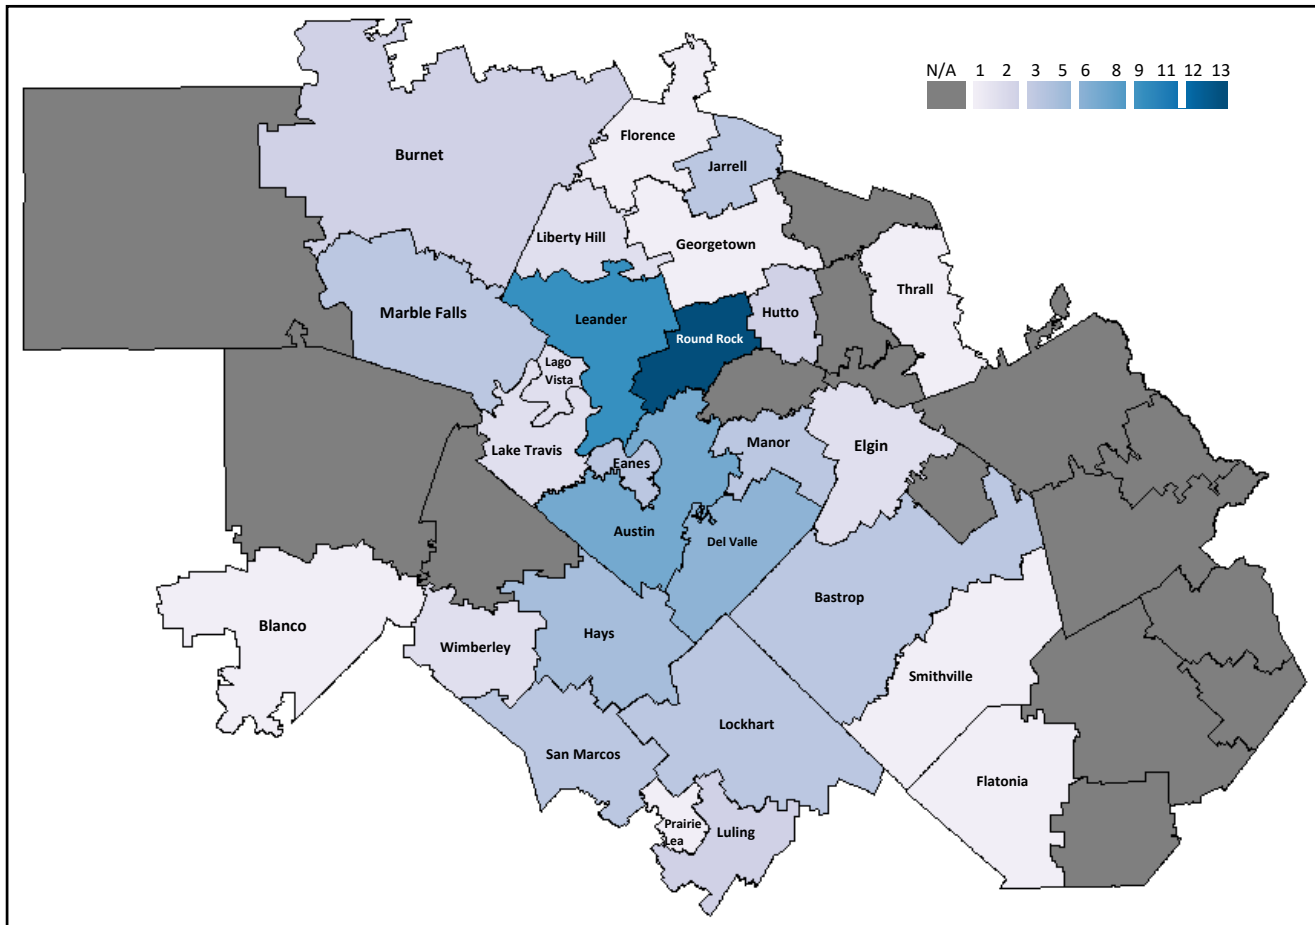 N/A 1 2 3 5 6 8 9 11 12 13
Florence
Burnet
Jarrell
Liberty Hill
Georgetown
Thrall
Marble Falls
Leander
Hutto
Round Rock
Lago
Vista
Lake Travis
Eanes
Manor
Elgin
Austin
Del Valle
Bastrop
Blanco
Hays
Wimberley
Smithville
Lockhart
San Marcos
Flatonia
Prairie
Lea
Luling